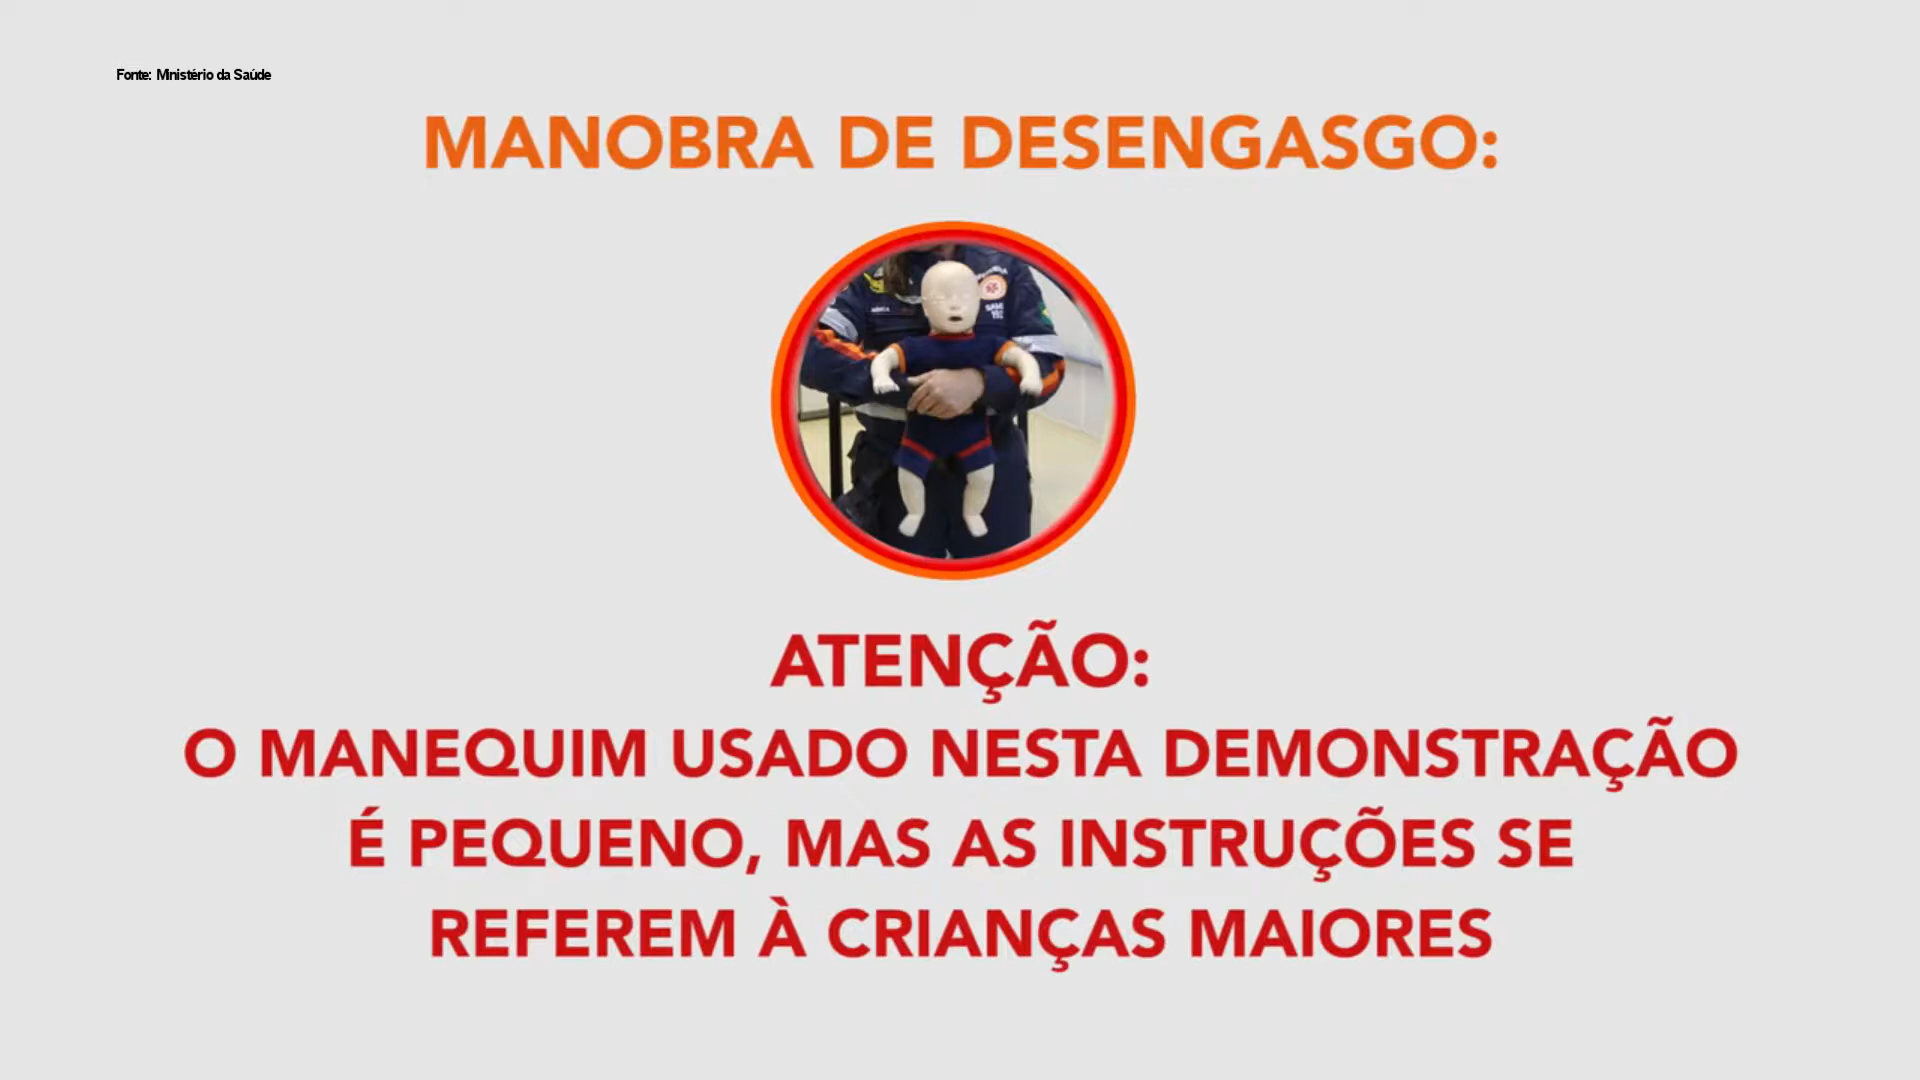 Fonte: Ministério da Saúde
MANOBRA DE DESENGASGO:
ATENÇÃO:
O MANEQUIM USADO NESTA DEMONSTRAÇÃO
É PEQUENO, MAS AS INSTRUÇÕES SE
REFEREM À CRIANÇAS MAIORES